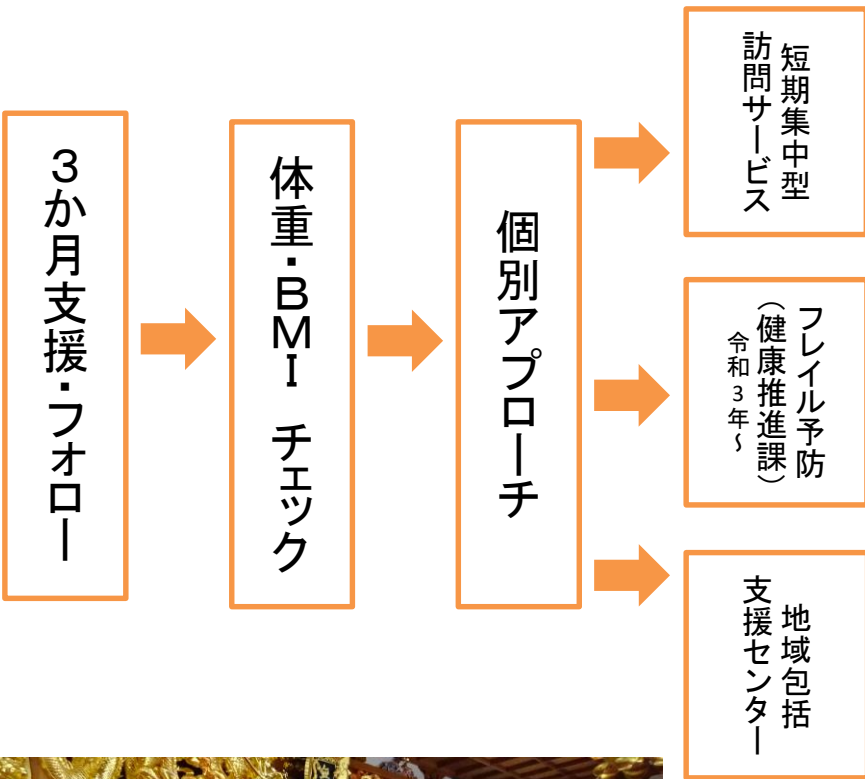 ３か月支援・フォロー
体重・ＢＭＩ チェック
個別アプローチ
短期集中型
訪問サービス
フレイル予防
（健康推進課）
令和3年～
地域包括
支援センター